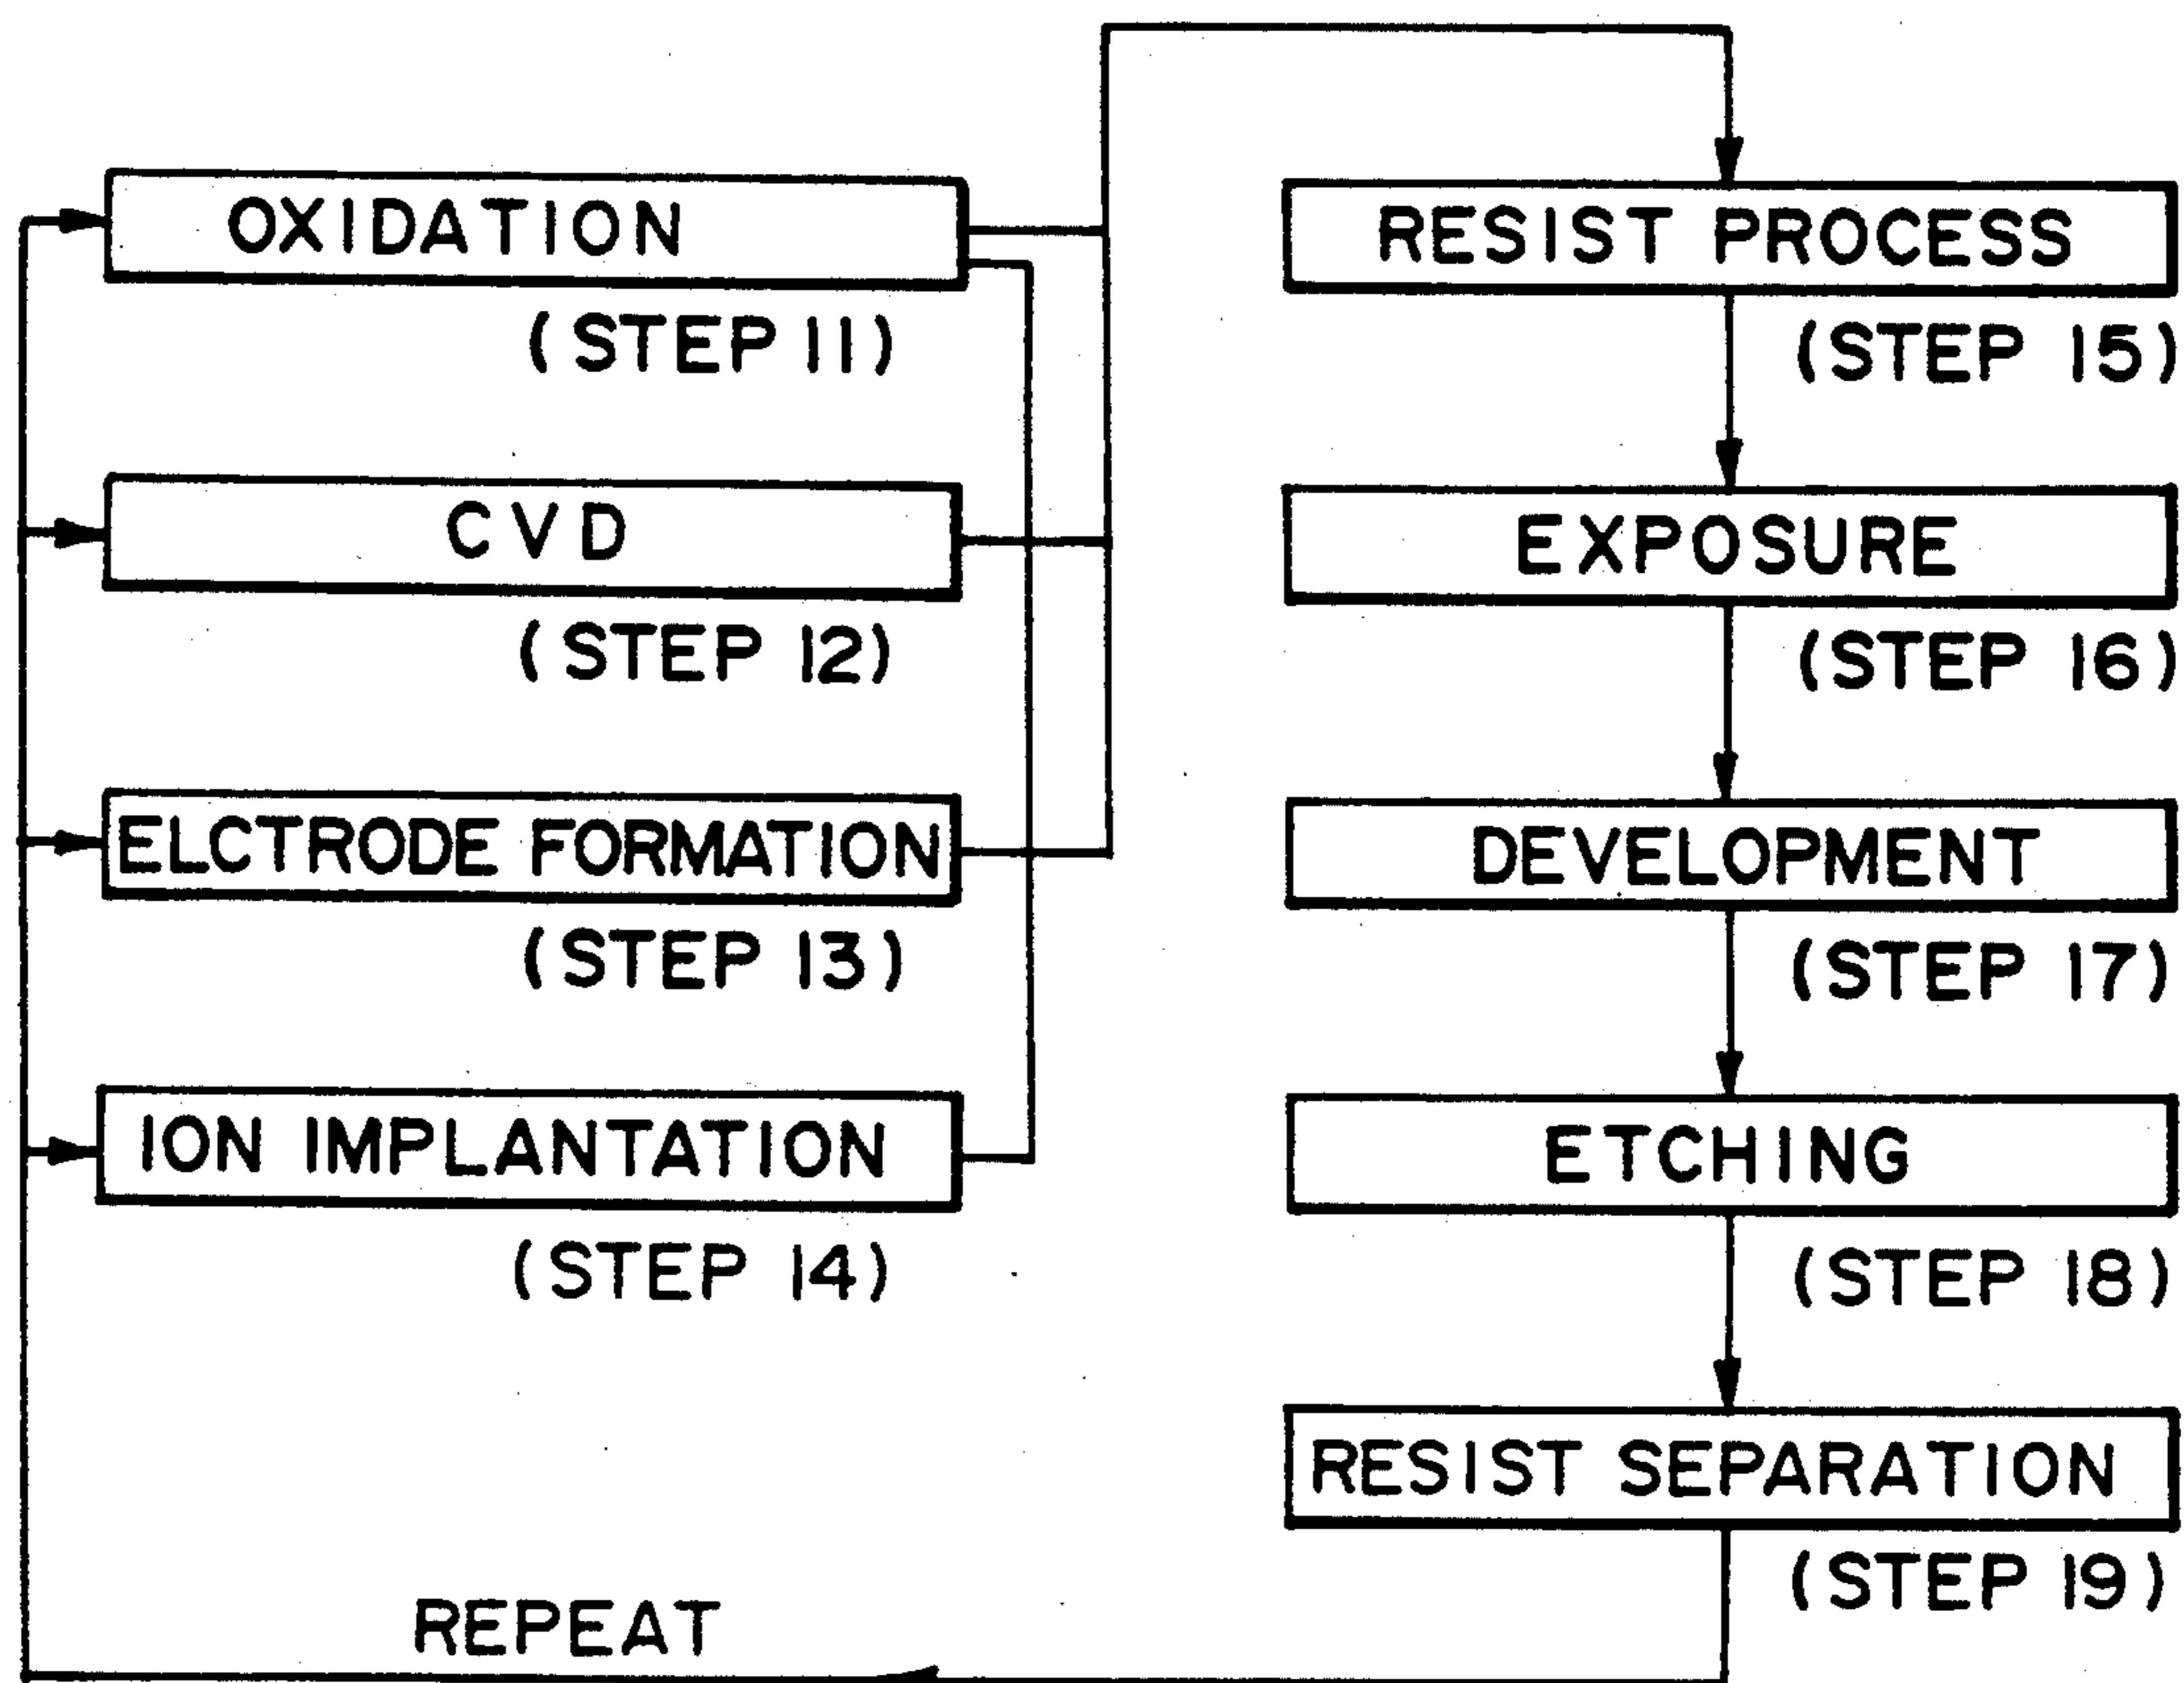 OXIDATION
(STEP 11)
CVD
(STEP 12)
ELCTRODE FORMATION
(STEP 13)
ION IMPLANTATION
(STEP 14)
REPEAT
RESIST PROCESS
(STEP 15)
EXPOSURE
(STEP 16)
DEVELOPMENT
(STEP 17)
ETCHING
(STEP 18)
RESIST SEPARATION
(STEP 19)